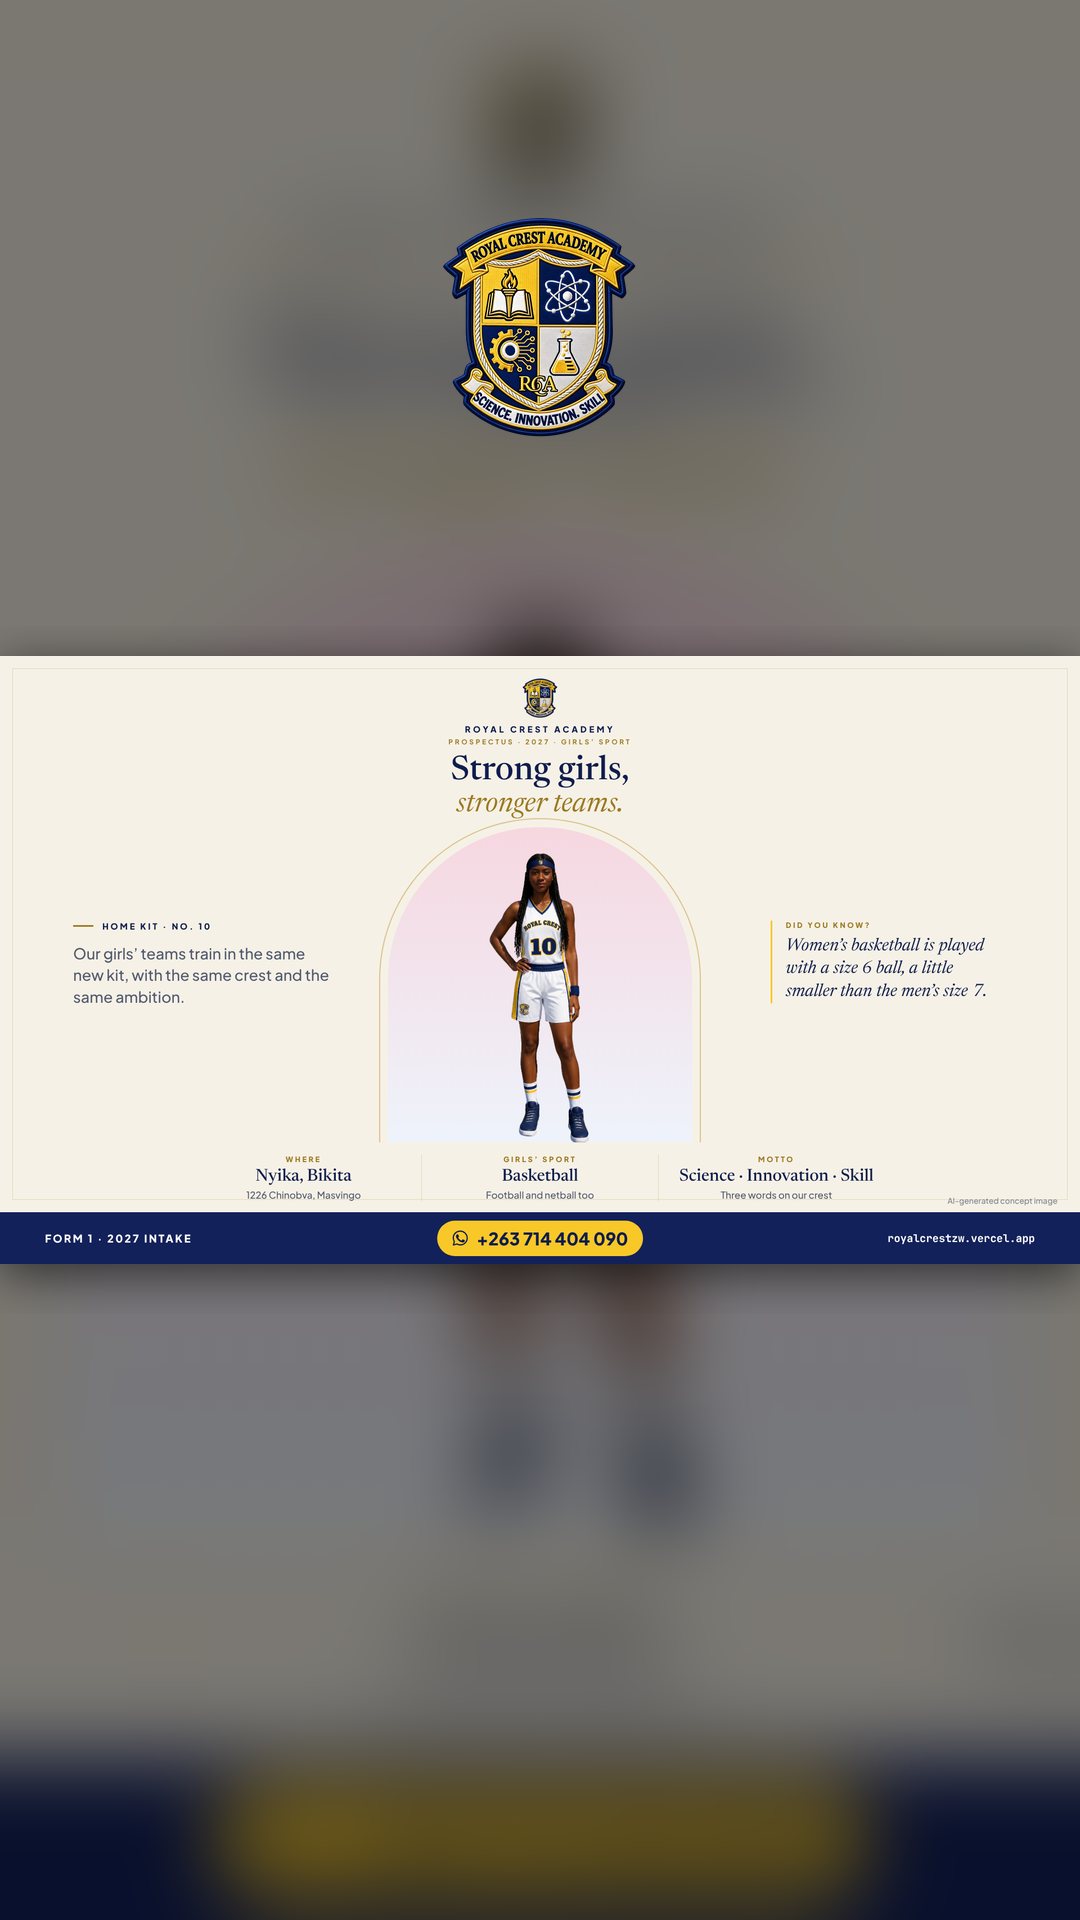 ROYAL CREST ACADEMY
RCA
SCIENCE. INNOVATION. SKILL
ROYAL CREST ACADEMY
PROSPECTUS · 2027 · GIRLS' SPORT
Strong girls,
stronger teams.
HOME KIT · NO. 10
Our girls' teams train in the same
new kit, with the same crest and the
same ambition.
ROYAL CREST
10
DID YOU KNOW?
Women's basketball is played
with a size 6 ball, a little
smaller than the men's size 7.
WHERE
Nyika, Bikita
1226 Chinobva, Masvingo
GIRLS' SPORT
Basketball
Football and netball too
MOTTO
Science · Innovation · Skill
Three words on our crest
AI-generated concept image
FORM 1 · 2027 INTAKE
+263 714 404 090
royalcrestzw.vercel.app